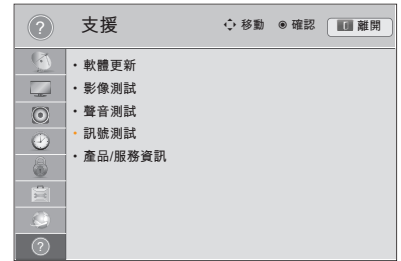 支援 移動 確認 離開
• 軟體更新
• 影像測試
• 聲音測試
• 訊號測試
• 產品/服務資訊